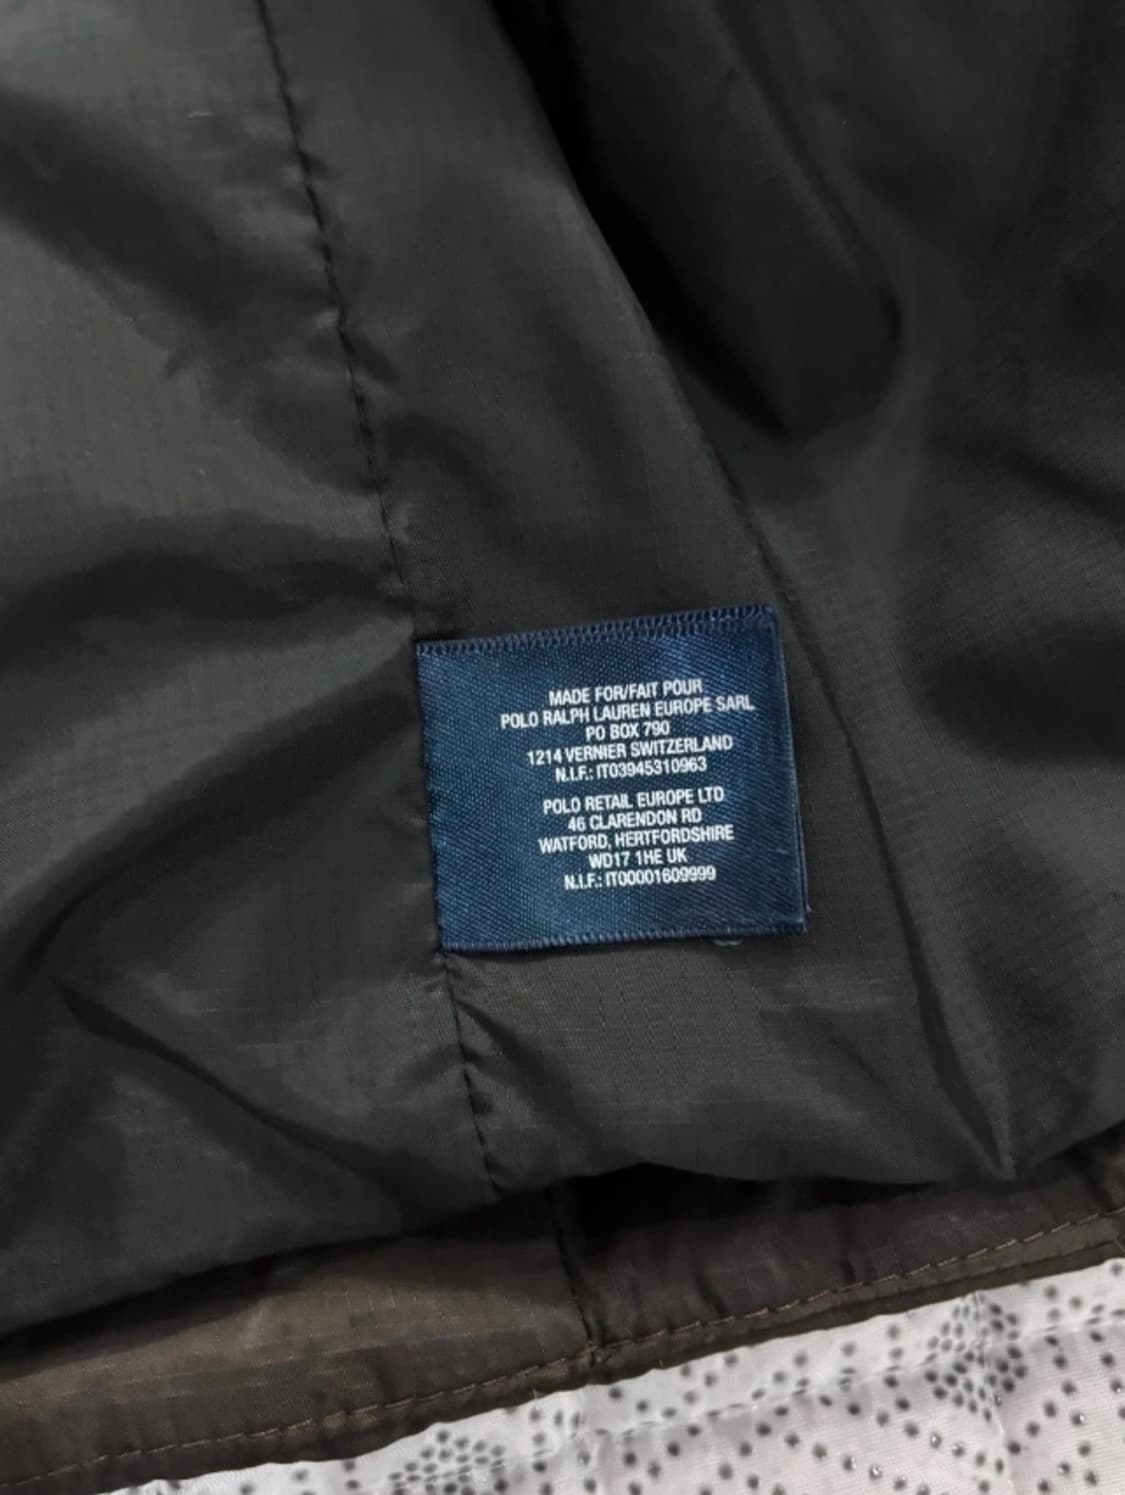 MADE FOR/FAIT POUR
POLO RALPH LAUREN EUROPE SARL
PO BOX 790
1214 VERNIER SWITZERLAND
N.I.F.: IT03945310963
POLO RETAIL EUROPE LTD
46 CLARENDON RD
WATFORD, HERTFORDSHIRE
WD17 1HE UK
N.I.F.: IT00001609999